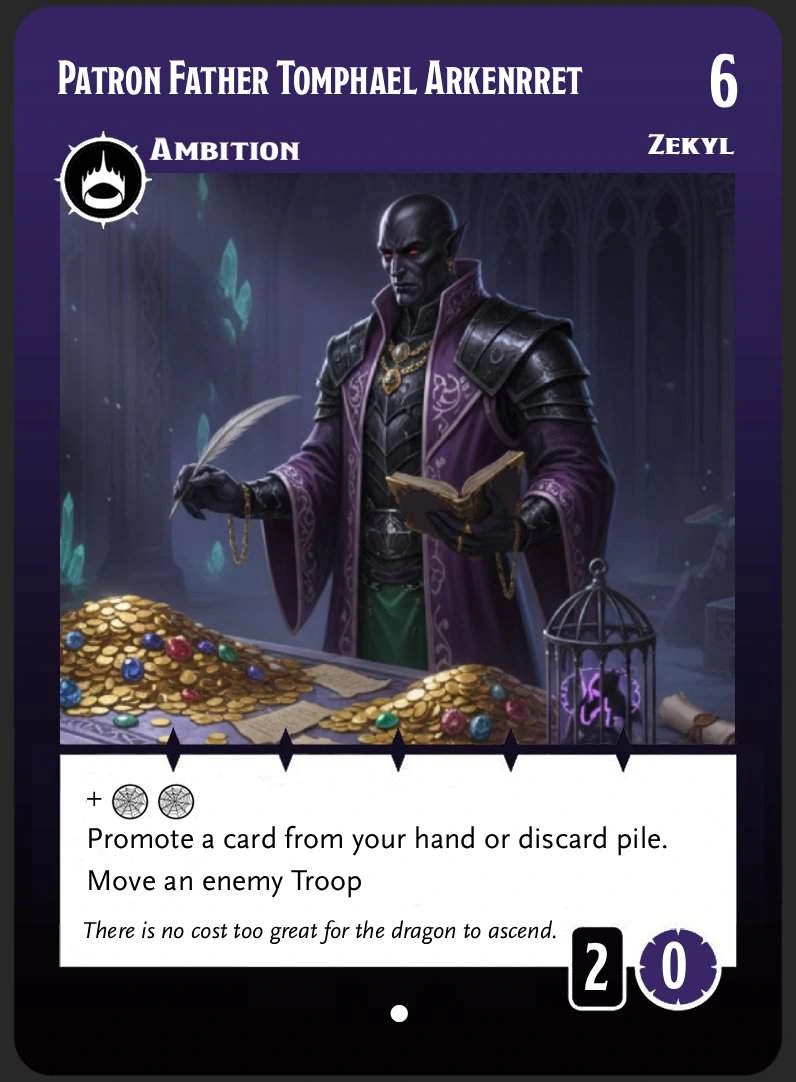 PATRON FATHER TOMPHAEL ARKENRRET 6
AMBITION ZEKYL
+
Promote a card from your hand or discard pile.
Move an enemy Troop
There is no cost too great for the dragon to ascend.
2 0